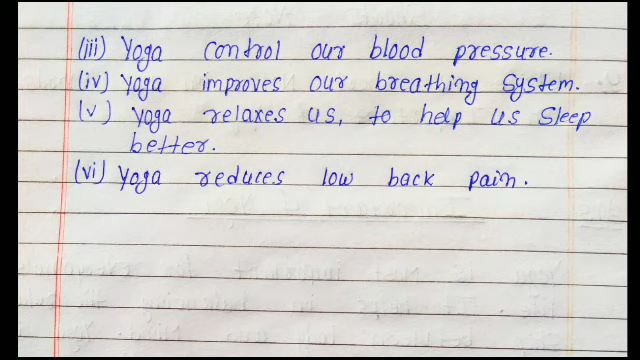 (iii) Yoga control our blood pressure.
(iv) Yoga improves our breathing system.
(v) Yoga relaxes us, to help us sleep
better.
(vi) Yoga reduces low back pain.